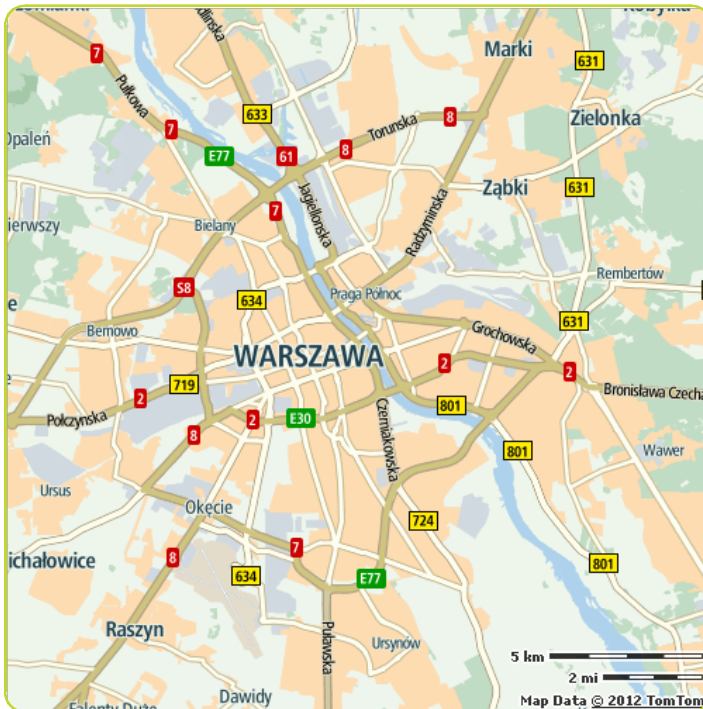 7
Pułkowa
Marki
631
633
Zielonka
7
8
8
Toruńska
61
E77
Opaleń
Ząbki
631
Jagiellońska
7
Radzymińska
Bielany
Rembertów
S8
634
Praga Północ
631
Bemowo
Grochowska
WARSZAWA
2
2
719
2
Bronisława Czecha
Połczynska
801
2
E30
8
Czerniakowska
801
Wawer
Ursus
Okęcie
724
7
8
801
634
E77
Raszyn
Puławska
Ursynów
5 km
2 mi
Dawidy
Map Data © 2012 TomTom